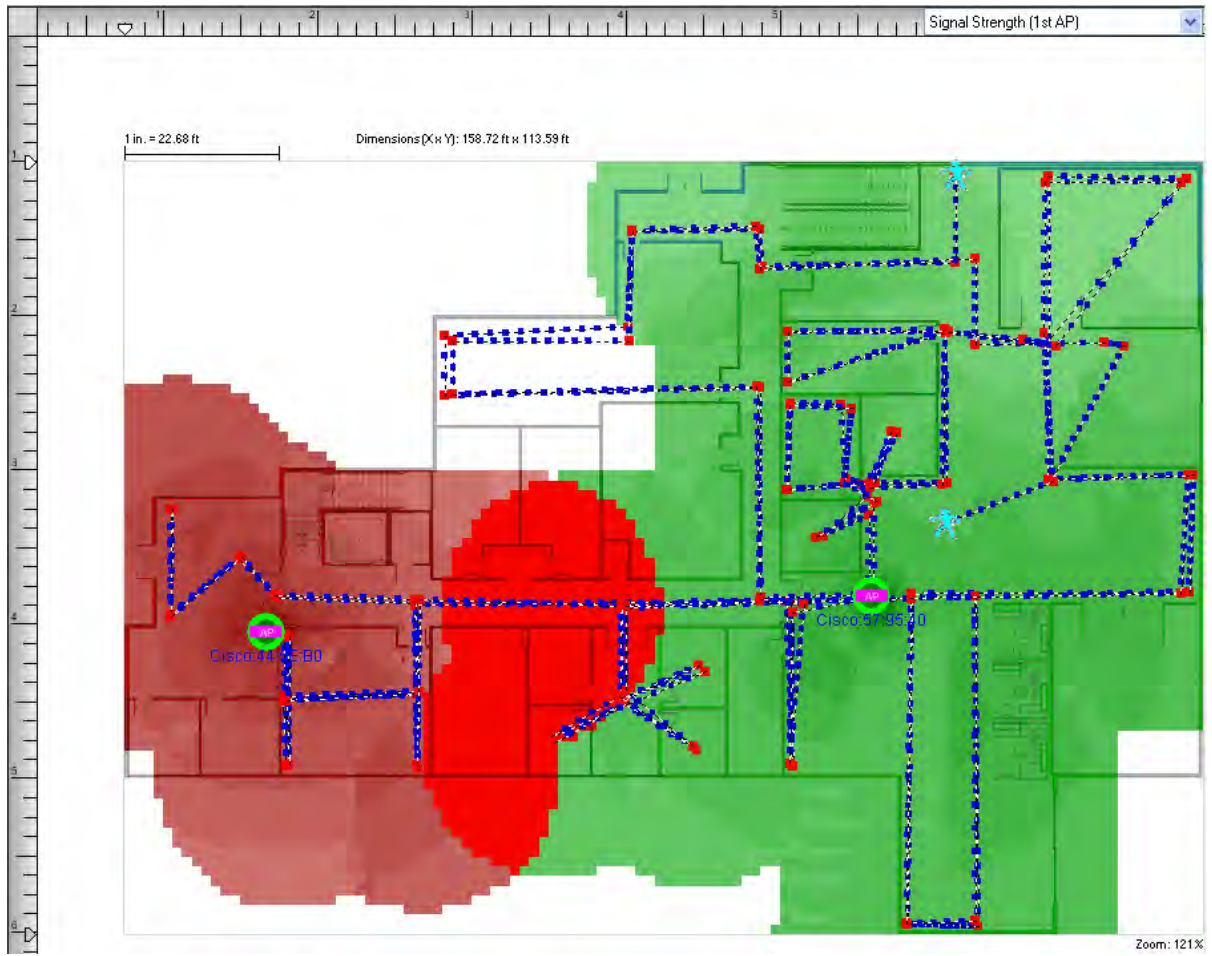 1 2 3 4 5
Signal Strength (1st AP)
1 in. = 22.68 ft
Dimensions (X x Y): 158.72 ft x 113.59 ft
1
2
3
AP
Cisco:57:95:
4
AP
5
6
Zoom: 121%